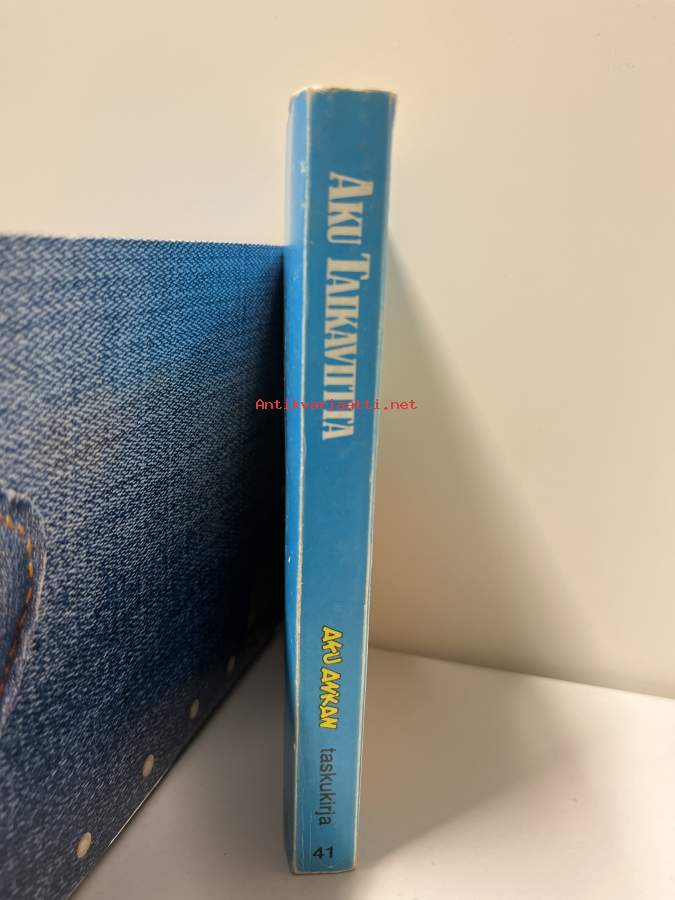 AKU TAIKAVIITTA
Antikvariaatti.net
AKU ANKAN
taskukirja
41